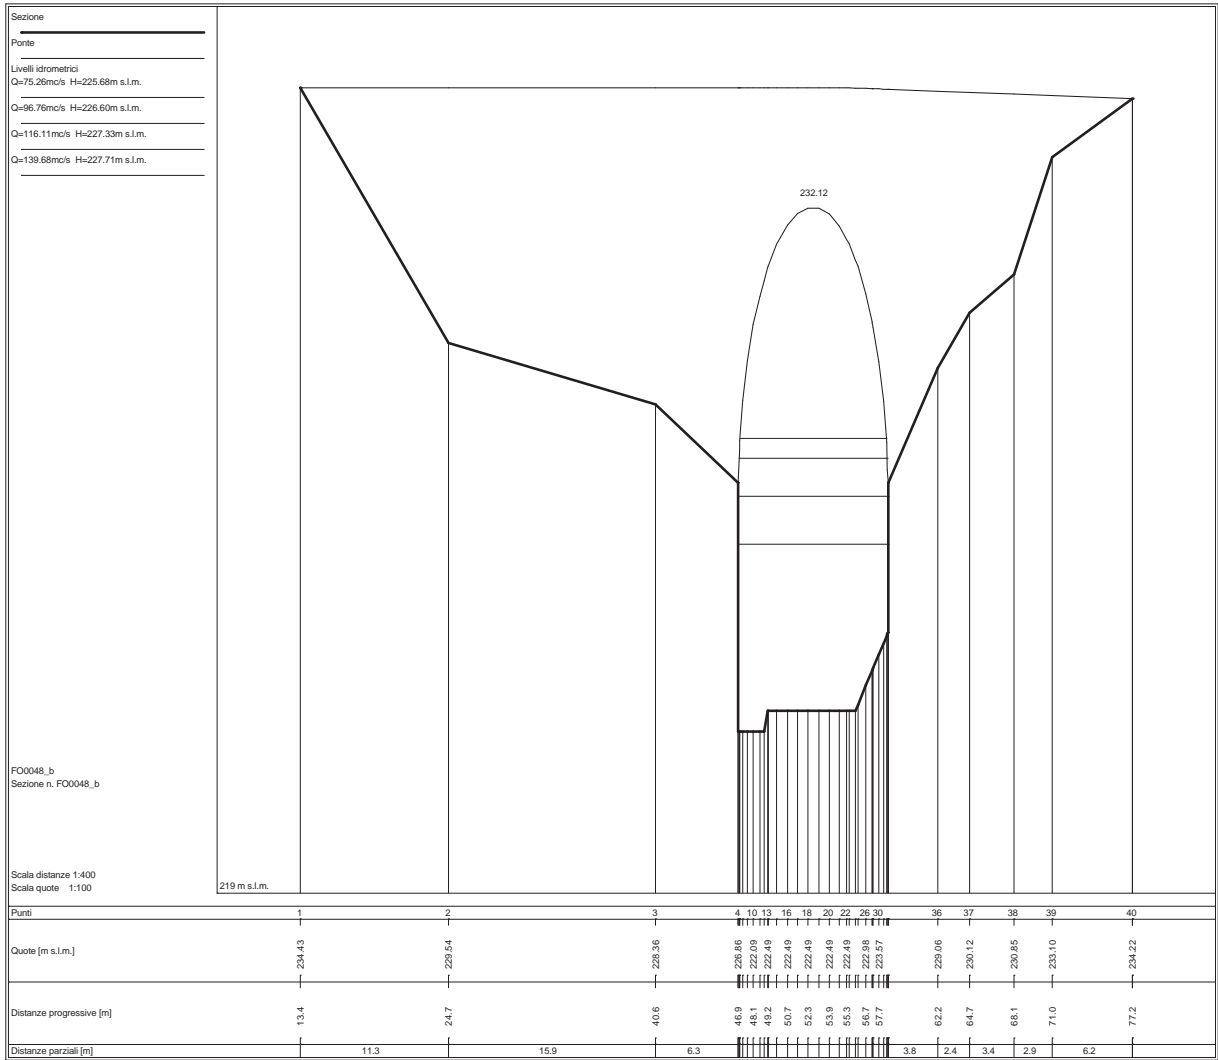 Sezione
Ponte
Livelli idrometrici
Q=75.26mc/s H=225.68m s.l.m.
Q=96.76mc/s H=226.60m s.l.m.
Q=116.11mc/s H=227.33m s.l.m.
Q=139.68mc/s H=227.71m s.l.m.
232.12
FO0048_b
Sezione n. FO0048_b
Scala distanze 1:400
Scala quote 1:100
219 m s.l.m.
Punti 1 2 3 4 10 13 16 18 20 22 26 30 36 37 38 39 40
Quote [m s.l.m.] 234.43 229.54 228.36 226.86 222.09 222.49 222.49 222.49 222.49 222.49 222.98 223.57 229.06 230.12 230.85 233.10 234.22
Distanze progressive [m] 13.4 24.7 40.6 46.9 48.1 49.2 50.7 52.3 53.9 55.3 56.7 57.7 62.2 64.7 68.1 71.0 77.2
Distanze parziali [m] 11.3 15.9 6.3 3.8 2.4 3.4 2.9 6.2